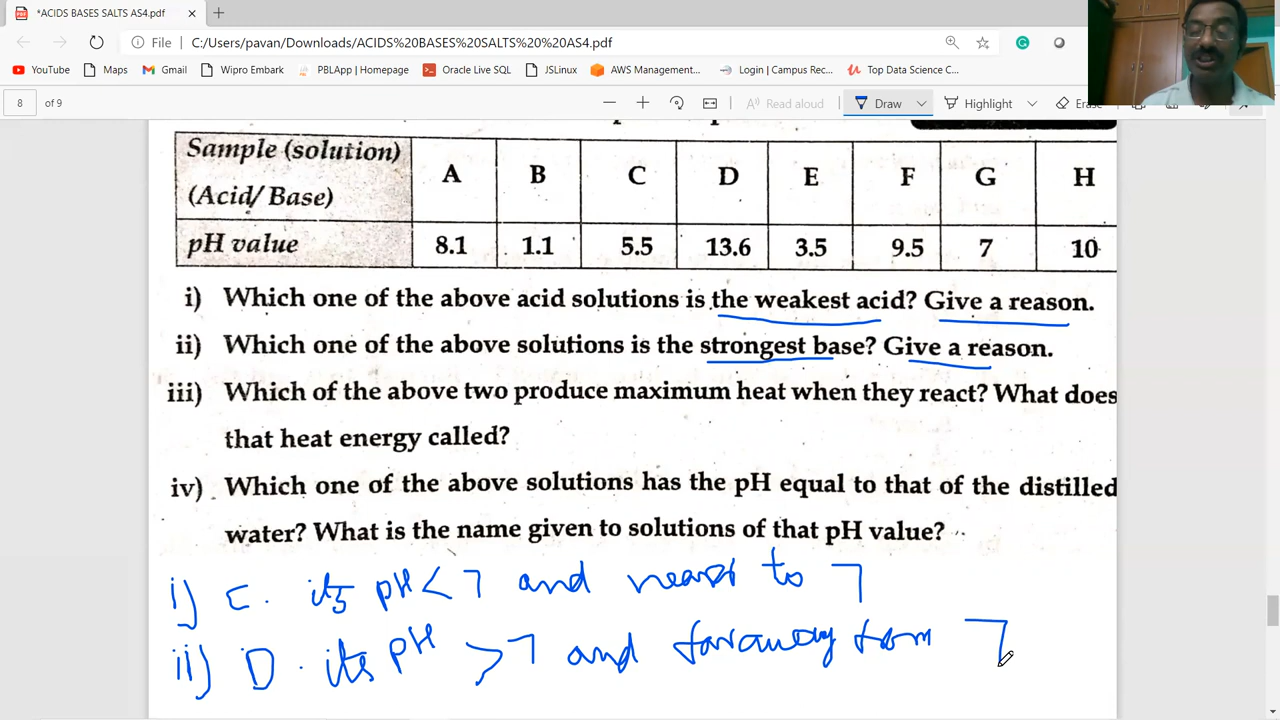 *ACIDS BASES SALTS AS4.pdf
File C:/Users/pavan/Downloads/ACIDS%20BASES%20SALTS%20%20AS4.pdf
YouTube Maps Gmail Wipro Embark PBLApp | Homepage Oracle Live SQL JSLinux AWS Management... Login | Campus Rec... Top Data Science C...
8 of 9 Read aloud Draw Highlight Erase
Sample (solution) (Acid/Base) A B C D E F G H
pH value 8.1 1.1 5.5 13.6 3.5 9.5 7 10
i) Which one of the above acid solutions is the weakest acid? Give a reason.
ii) Which one of the above solutions is the strongest base? Give a reason.
iii) Which of the above two produce maximum heat when they react? What does
that heat energy called?
iv) Which one of the above solutions has the pH equal to that of the distilled
water? What is the name given to solutions of that pH value?
i) C. its pH < 7 and nearest to 7
ii) D. its pH > 7 and faraway from 7